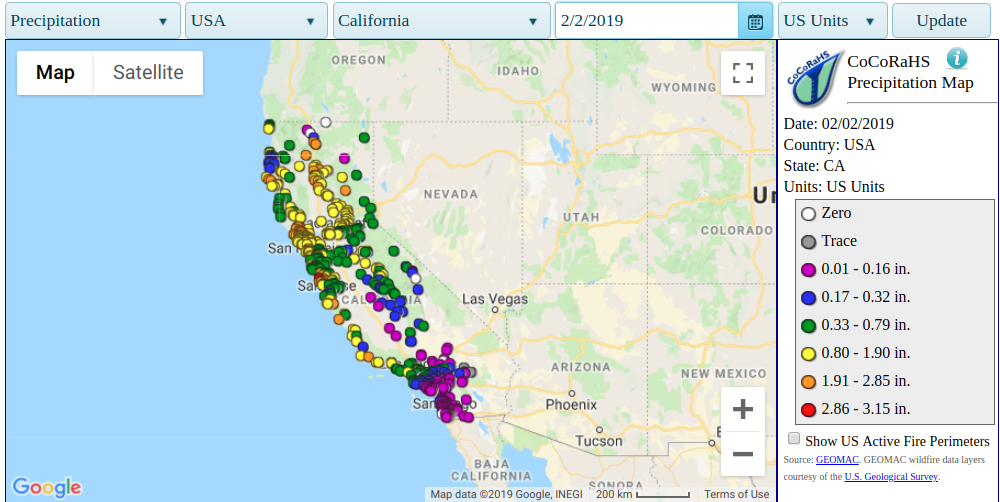 Precipitation USA California 2/2/2019 US Units Update
Map Satellite
OREGON
IDAHO
WYOMING
NEVADA
UTAH
COLORADO
San
CALIFORNIA
Las Vegas
ARIZONA
NEW MEXICO
Phoenix
Tucson
BAJA
CALIFORNIA
SONORA
Google
Map data ©2019 Google, INEGI 200 km Terms of Use
CoCoRaHS
CoCoRaHS
Precipitation Map
Date: 02/02/2019
Country: USA
State: CA
Units: US Units
Zero
Trace
0.01 - 0.16 in.
0.17 - 0.32 in.
0.33 - 0.79 in.
0.80 - 1.90 in.
1.91 - 2.85 in.
2.86 - 3.15 in.
Show US Active Fire Perimeters
Source: GEOMAC. GEOMAC wildfire data layers
courtesy of the U.S. Geological Survey.